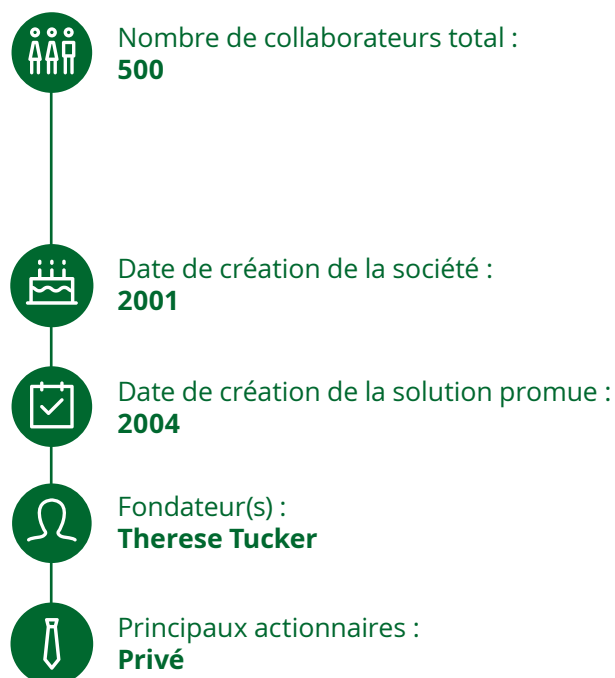 Nombre de collaborateurs total :
500
Date de création de la société :
2001
Date de création de la solution promue :
2004
Fondateur(s) :
Therese Tucker
Principaux actionnaires :
Privé